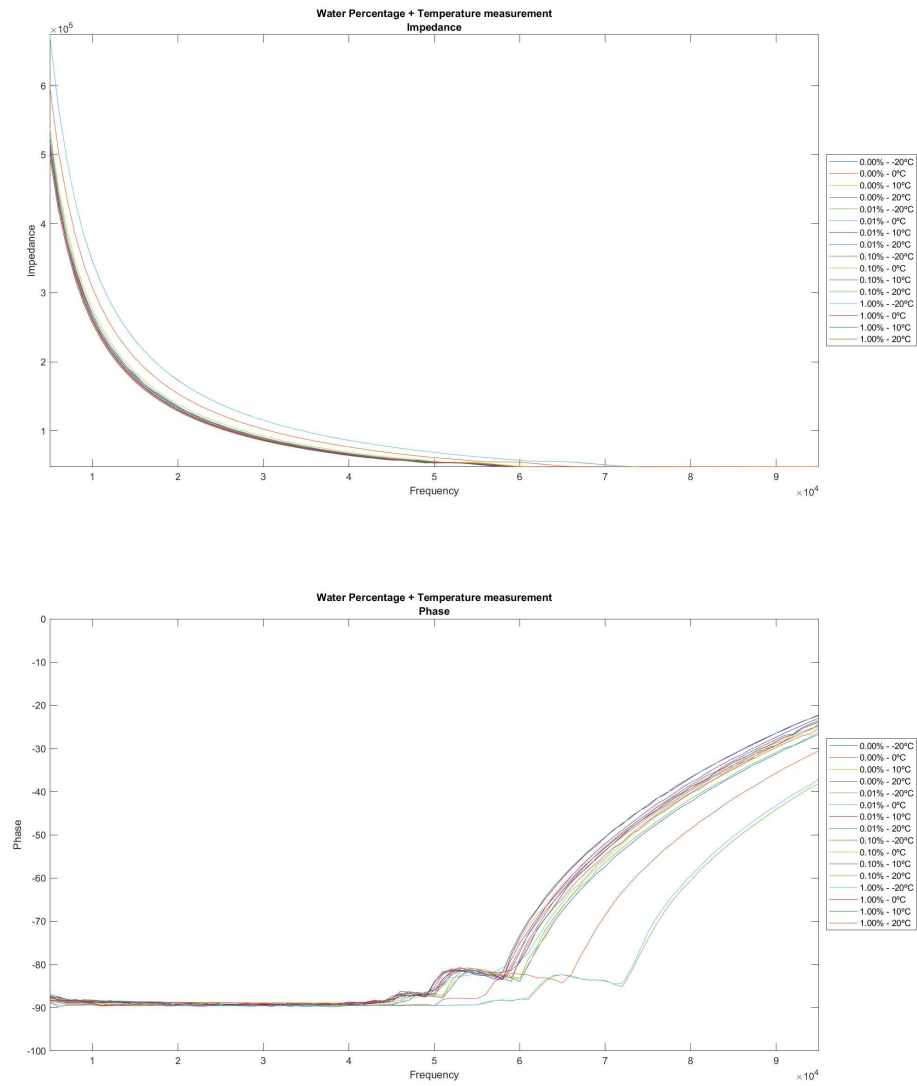 Water Percentage + Temperature measurement
Impedance
×10⁵
6
5
4
3
2
1
Impedance
1 2 3 4 5 6 7 8 9
Frequency
×10⁴
0.00% - -20ºC
0.00% - 0ºC
0.00% - 10ºC
0.00% - 20ºC
0.01% - -20ºC
0.01% - 0ºC
0.01% - 10ºC
0.01% - 20ºC
0.10% - -20ºC
0.10% - 0ºC
0.10% - 10ºC
0.10% - 20ºC
1.00% - -20ºC
1.00% - 0ºC
1.00% - 10ºC
1.00% - 20ºC
Water Percentage + Temperature measurement
Phase
0
-10
-20
-30
-40
-50
-60
-70
-80
-90
-100
Phase
1 2 3 4 5 6 7 8 9
Frequency
×10⁴
0.00% - -20ºC
0.00% - 0ºC
0.00% - 10ºC
0.00% - 20ºC
0.01% - -20ºC
0.01% - 0ºC
0.01% - 10ºC
0.01% - 20ºC
0.10% - -20ºC
0.10% - 0ºC
0.10% - 10ºC
0.10% - 20ºC
1.00% - -20ºC
1.00% - 0ºC
1.00% - 10ºC
1.00% - 20ºC